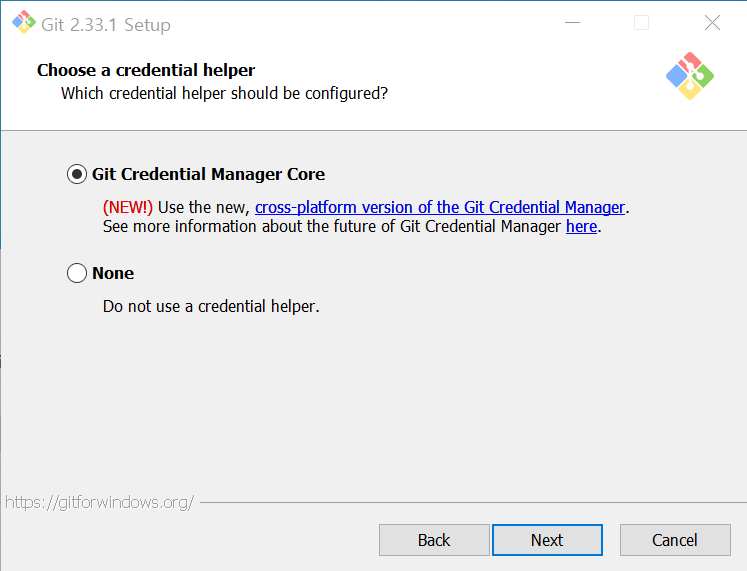 Git 2.33.1 Setup
Choose a credential helper
Which credential helper should be configured?
Git Credential Manager Core
(NEW!) Use the new, cross-platform version of the Git Credential Manager.
See more information about the future of Git Credential Manager here.
None
Do not use a credential helper.
https://gitforwindows.org/
Back Next Cancel